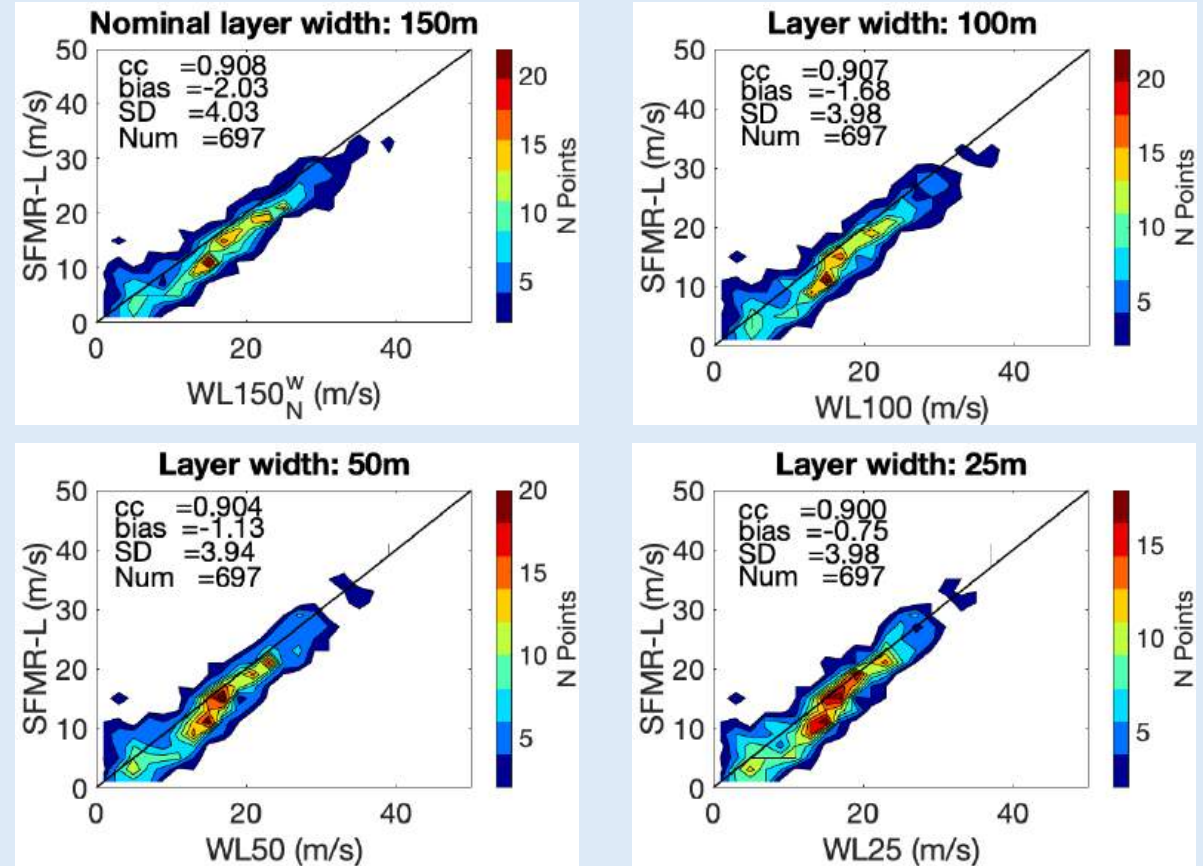 Nominal layer width: 150m
cc =0.908
bias =-2.03
SD =4.03
Num =697
50
40
30
20
10
0
0
20
40
SFMR-L (m/s)
WL150_N^W (m/s)
20
15
10
5
N Points
Layer width: 100m
cc =0.907
bias =-1.68
SD =3.98
Num =697
50
40
30
20
10
0
0
20
40
SFMR-L (m/s)
WL100 (m/s)
20
15
10
5
N Points
Layer width: 50m
cc =0.904
bias =-1.13
SD =3.94
Num =697
50
40
30
20
10
0
0
20
40
SFMR-L (m/s)
WL50 (m/s)
20
15
10
5
N Points
Layer width: 25m
cc =0.900
bias =-0.75
SD =3.98
Num =697
50
40
30
20
10
0
0
20
40
SFMR-L (m/s)
WL25 (m/s)
15
10
5
N Points